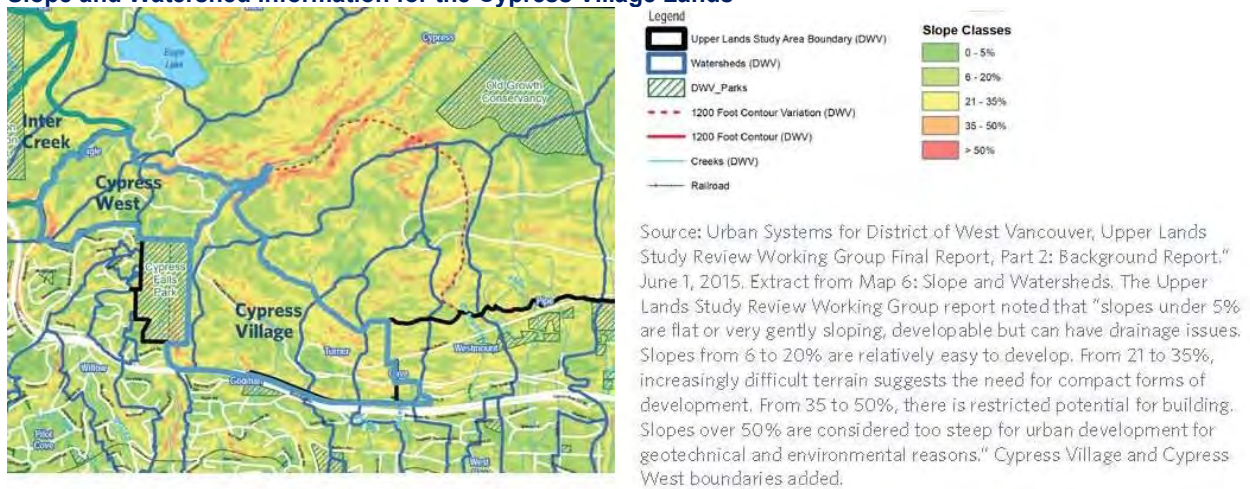 Slope and Watershed Information for the Cypress Village Lands
Eagle
Lake
Cypress
Old Growth
Conservancy
Inter
Creek
Eagle
Cypress
West
Cypress
Falls
Park
Cypress
Village
Pipe
Westmount
Turner
Cave
Willow
Godman
Pilot
Cove
West
Legend
Upper Lands Study Area Boundary (DWV)
Watersheds (DWV)
DWV_Parks
1200 Foot Contour Variation (DWV)
1200 Foot Contour (DWV)
Creeks (DWV)
Railroad
Slope Classes
0 - 5%
6 - 20%
21 - 35%
35 - 50%
> 50%
Source: Urban Systems for District of West Vancouver, Upper Lands
Study Review Working Group Final Report, Part 2: Background Report."
June 1, 2015. Extract from Map 6: Slope and Watersheds. The Upper
Lands Study Review Working Group report noted that "slopes under 5%
are flat or very gently sloping, developable but can have drainage issues.
Slopes from 6 to 20% are relatively easy to develop. From 21 to 35%,
increasingly difficult terrain suggests the need for compact forms of
development. From 35 to 50%, there is restricted potential for building.
Slopes over 50% are considered too steep for urban development for
geotechnical and environmental reasons." Cypress Village and Cypress
West boundaries added.